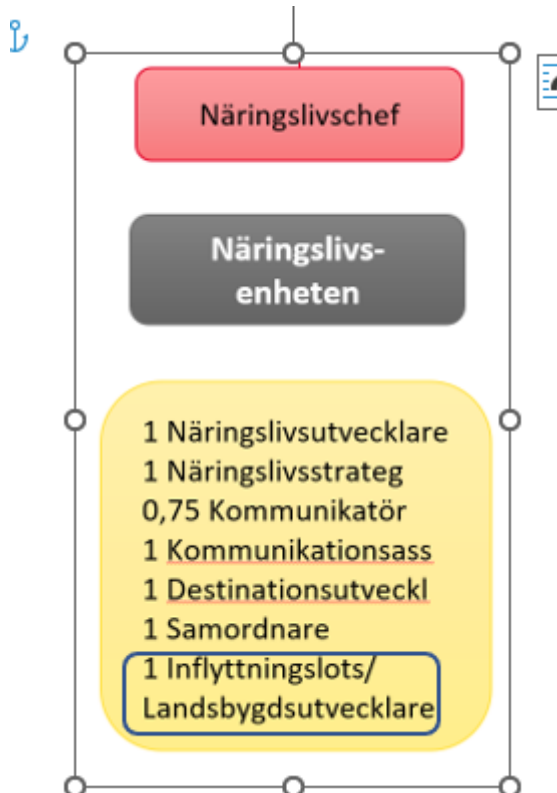 Näringslivschef
Näringslivs-
enheten
1 Näringslivsutvecklare
1 Näringslivsstrateg
0,75 Kommunikatör
1 Kommunikationsass
1 Destinationsutveckl
1 Samordnare
1 Inflyttningslots/
Landsbygdsutvecklare